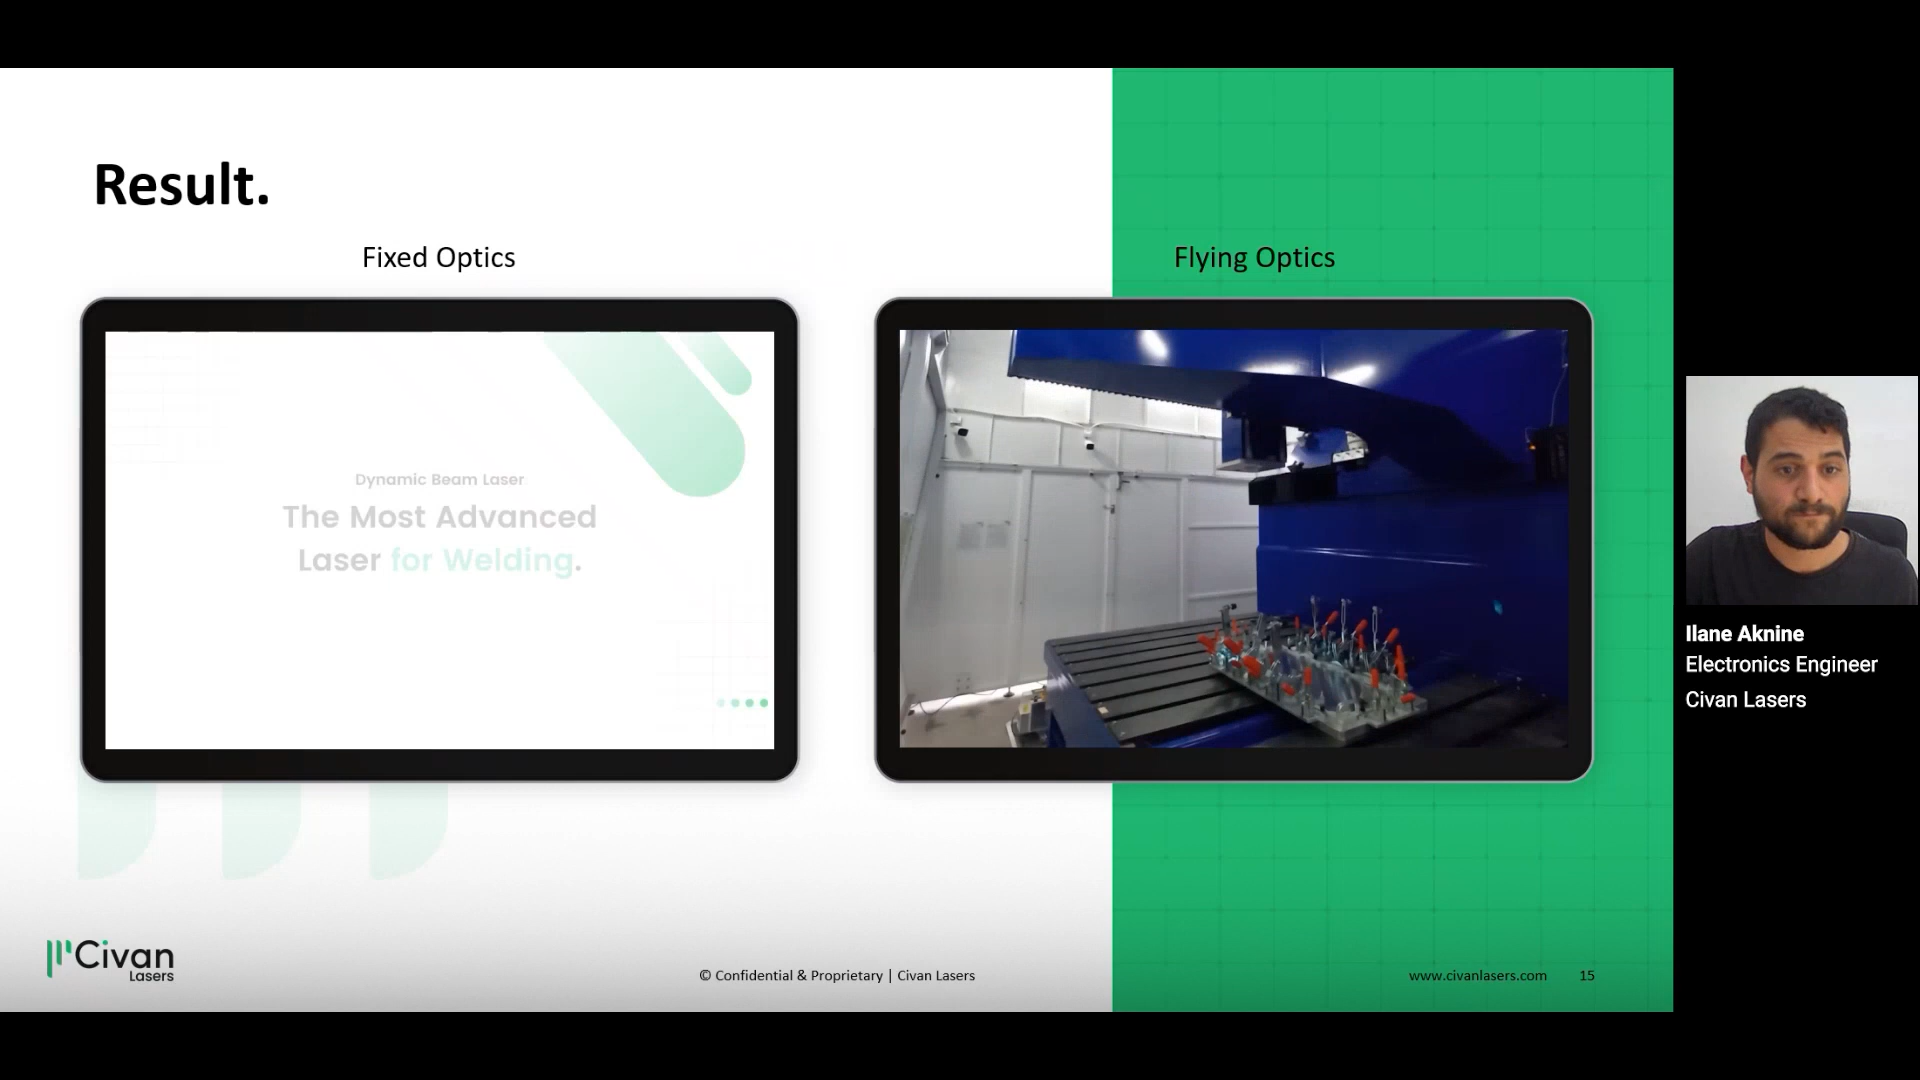 Result.
Fixed Optics
Flying Optics
Dynamic Beam Laser
The Most Advanced
Laser for Welding.
Ilane Aknine
Electronics Engineer
Civan Lasers
Civan
Lasers
© Confidential & Proprietary | Civan Lasers
www.civanlasers.com
15